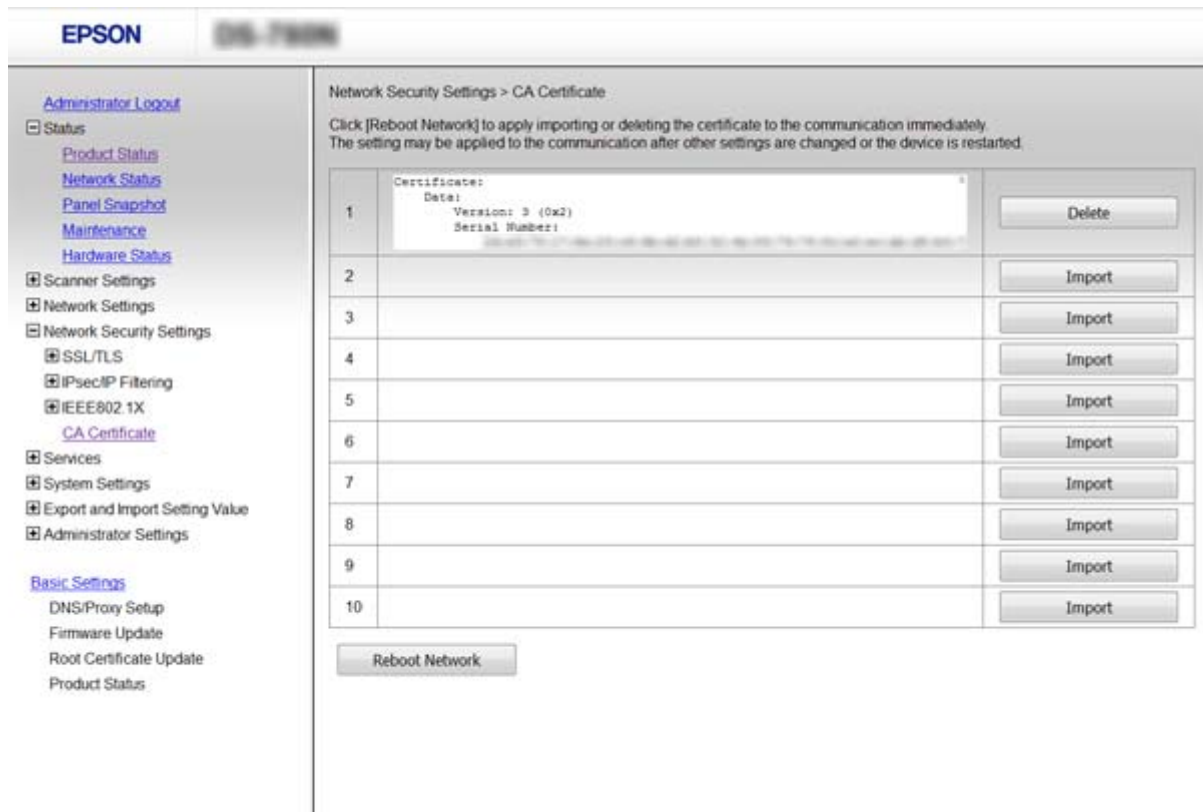 EPSON
Administrator Logout
Status
Product Status
Network Status
Panel Snapshot
Maintenance
Hardware Status
Scanner Settings
Network Settings
Network Security Settings
SSL/TLS
IPsec/IP Filtering
IEEE802.1X
CA Certificate
Services
System Settings
Export and Import Setting Value
Administrator Settings
Basic Settings
DNS/Proxy Setup
Firmware Update
Root Certificate Update
Product Status
Network Security Settings > CA Certificate
Click [Reboot Network] to apply importing or deleting the certificate to the communication immediately.
The setting may be applied to the communication after other settings are changed or the device is restarted.
1
Certificate:
Data:
Version: 3 (0x2)
Serial Number:
Delete
2 Import
3 Import
4 Import
5 Import
6 Import
7 Import
8 Import
9 Import
10 Import
Reboot Network